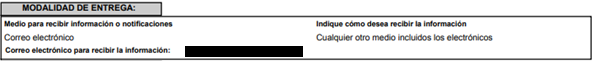 MODALIDAD DE ENTREGA:
Medio para recibir información o notificaciones
Indique cómo desea recibir la información
Correo electrónico
Cualquier otro medio incluidos los electrónicos
Correo electrónico para recibir la información: